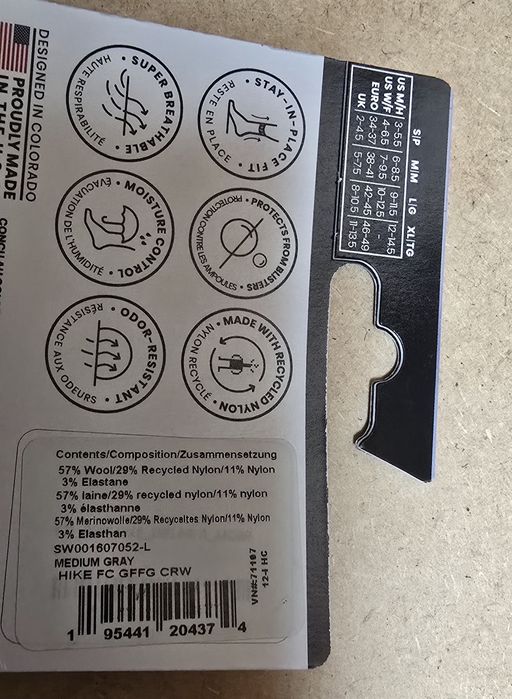 S|P M|M L|G XL|TG
US M/H 3-5.5 6-8.5 9-11.5 12-14.5
US W/F 4-6.5 7-9.5 10-12.5 -
EURO 34-37 38-41 42-45 46-49
UK 2-4.5 5-7.5 8-10.5 11-13.5
STAY-IN-PLACE FIT
RESTE EN PLACE
PROTECTS FROM BLISTERS
PROTECTION CONTRE LES AMPOULES
MADE WITH RECYCLED NYLON
NYLON RECYCLÉ
SUPER BREATHABLE
HAUTE RESPIRABILITÉ
MOISTURE CONTROL
ÉVACUATION DE L'HUMIDITÉ
ODOR-RESISTANT
RÉSISTANCE AUX ODEURS
DESIGNED IN COLORADO
PROUDLY MADE
IN THE
Contents/Composition/Zusammensetzung
57% Wool/29% Recycled Nylon/11% Nylon
3% Elastane
57% laine/29% recycled nylon/11% nylon
3% élasthanne
57% Merinowolle/29% Recyceltes Nylon/11% Nylon
3% Elasthan
SW001607052-L
MEDIUM GRAY
HIKE FC GFFG CRW
1 95441 20437 4
VN#:71107
12-I HC